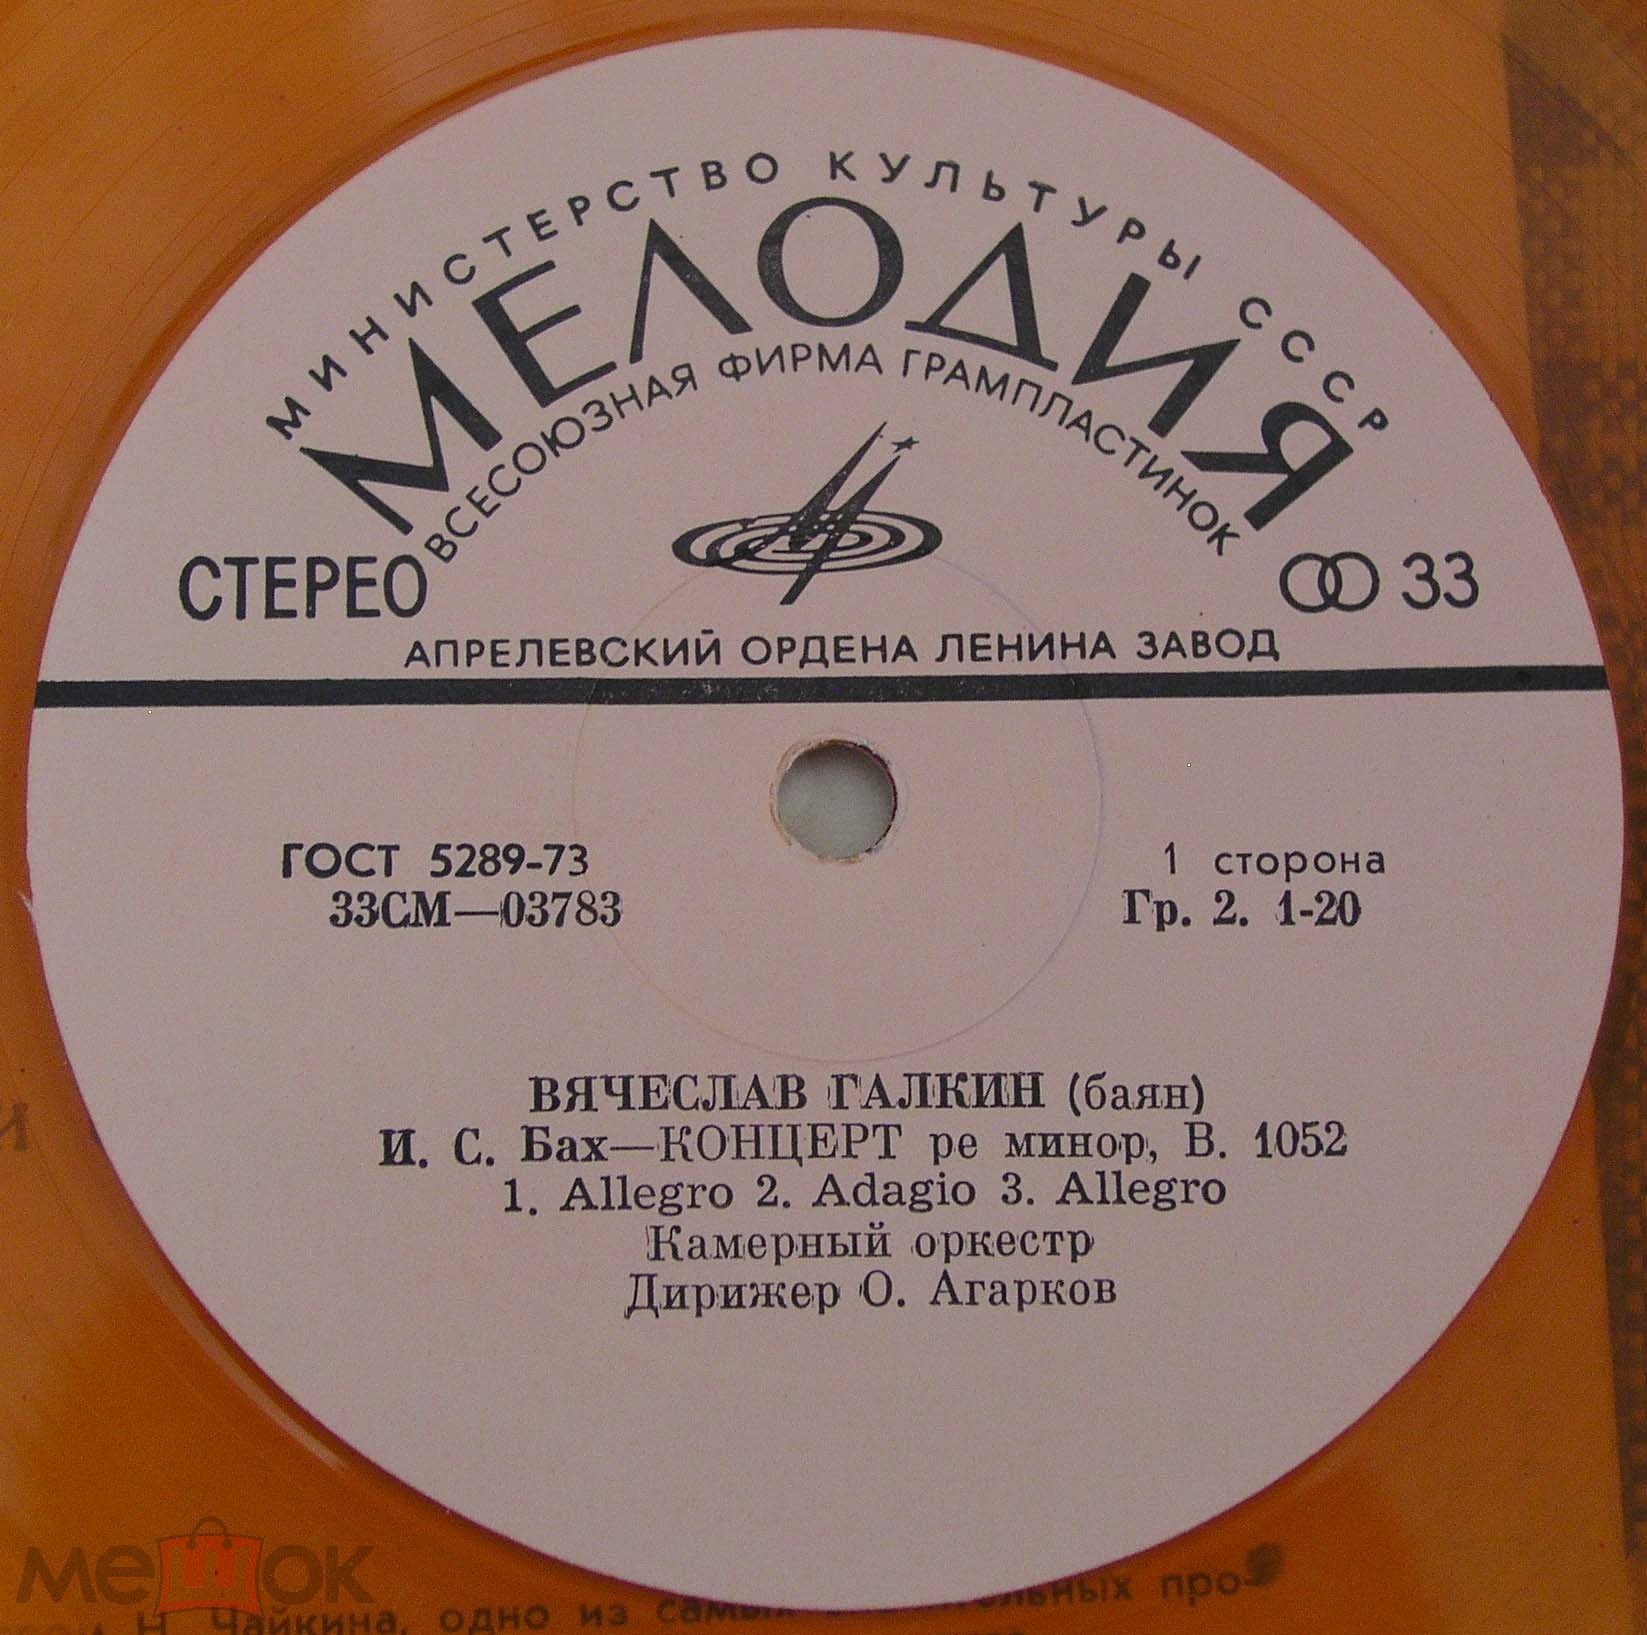 МИНИСТЕРСТВО КУЛЬТУРЫ СССР
МЕЛОДИЯ
ВСЕСОЮЗНАЯ ФИРМА ГРАМПЛАСТИНОК
СТЕРЕО
33
АПРЕЛЕВСКИЙ ОРДЕНА ЛЕНИНА ЗАВОД
ГОСТ 5289-73
1 сторона
33СМ—03783
Гр. 2. 1-20
ВЯЧЕСЛАВ ГАЛКИН (баян)
И. С. Бах—КОНЦЕРТ ре минор, В. 1052
1. Allegro 2. Adagio 3. Allegro
Камерный оркестр
Дирижер О. Агарков
мешок
про-
Н. Чайкина, одно из